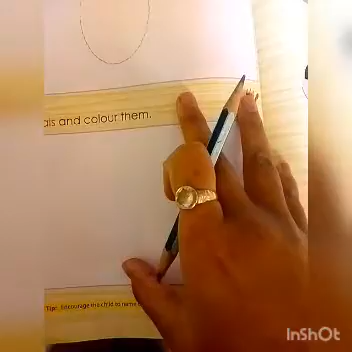 als and colour them.
Tip: Encourage the child to name
InShOt